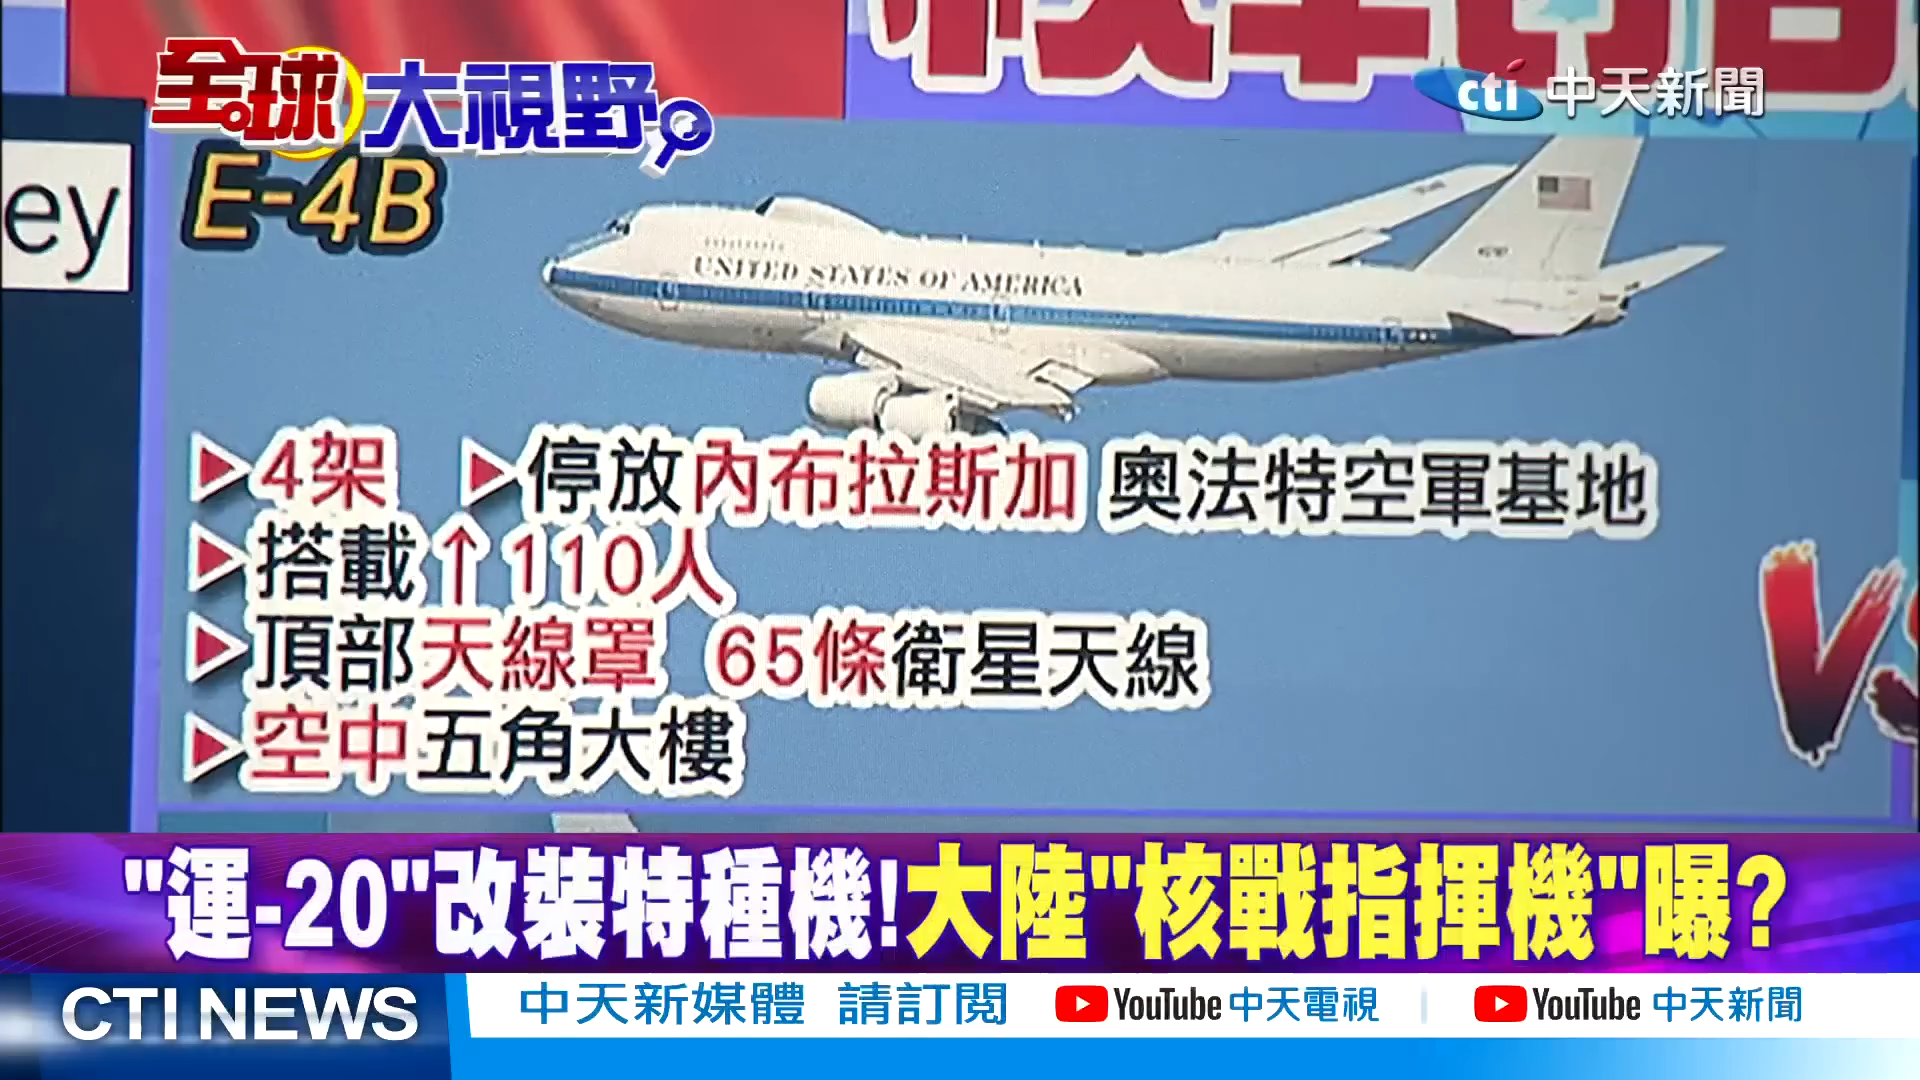 全球大視野
cti 中天新聞
ey
E-4B
UNITED STATES OF AMERICA
▶4架 ▶停放內布拉斯加 奧法特空軍基地
▶搭載↑110人
▶頂部天線罩 65條衛星天線
▶空中五角大樓
"運-20"改裝特種機!大陸"核戰指揮機"曝?
CTI NEWS
中天新媒體 請訂閱 YouTube 中天電視 | YouTube 中天新聞